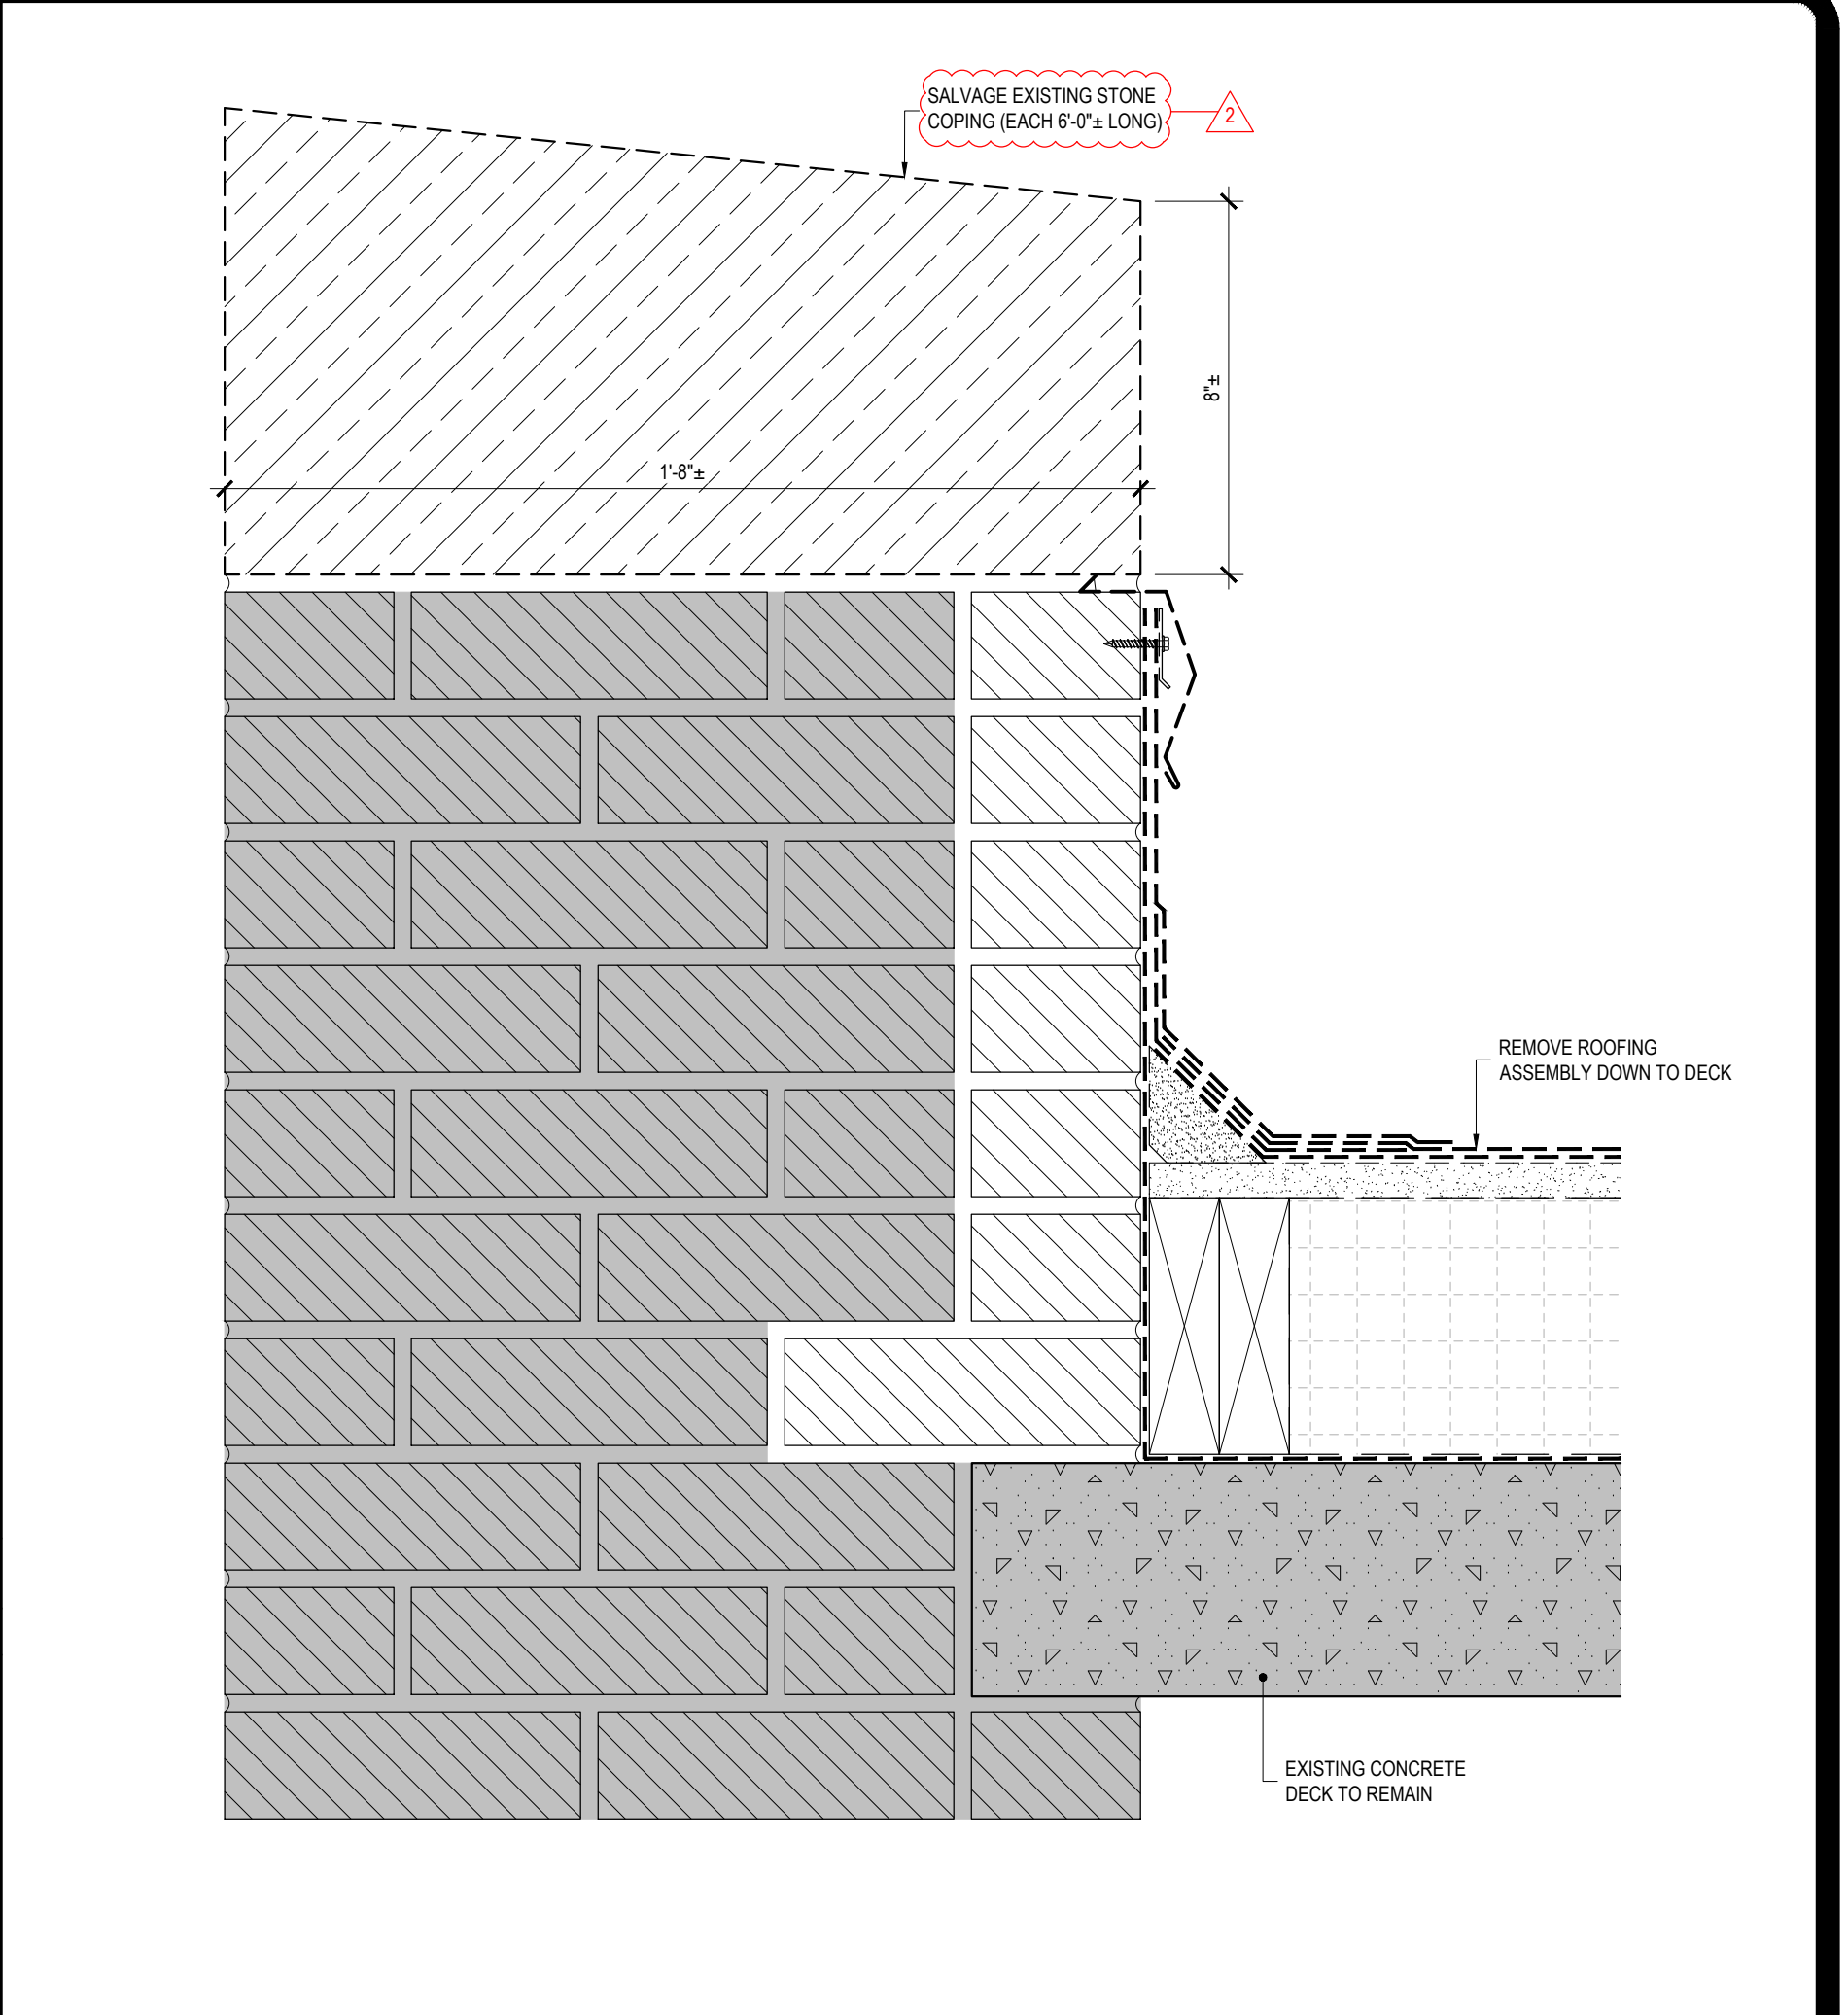 SALVAGE EXISTING STONE
COPING (EACH 6'-0"± LONG)
2
8"±
1'-8"±
REMOVE ROOFING
ASSEMBLY DOWN TO DECK
EXISTING CONCRETE
DECK TO REMAIN